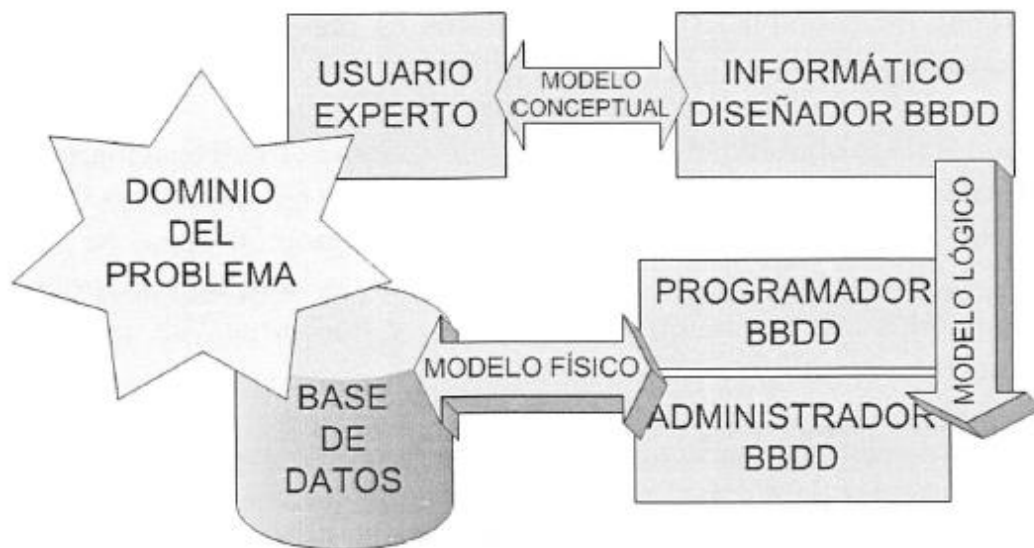 USUARIO
EXPERTO
MODELO
CONCEPTUAL
INFORMÁTICO
DISEÑADOR BBDD
DOMINIO
DEL
PROBLEMA
MODELO LÓGICO
PROGRAMADOR
BBDD
MODELO FÍSICO
ADMINISTRADOR
BBDD
BASE
DE
DATOS